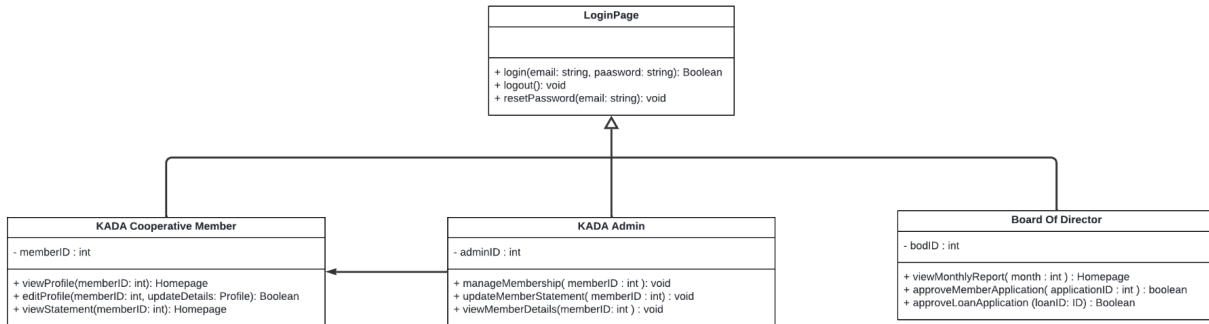 LoginPage
+ login(email: string, paasword: string): Boolean
+ logout(): void
+ resetPassword(email: string): void
KADA Cooperative Member
- memberID : int
+ viewProfile(memberID: int): Homepage
+ editProfile(memberID: int, updateDetails: Profile): Boolean
+ viewStatement(memberID: int): Homepage
KADA Admin
- adminID : int
+ manageMembership( memberID : int ): void
+ updateMemberStatement( memberID : int) : void
+ viewMemberDetails(memberID: int ) : void
Board Of Director
- bodID : int
+ viewMonthlyReport( month : int ) : Homepage
+ approveMemberApplication( applicationID : int ) : boolean
+ approveLoanApplication (loanID: ID) : Boolean